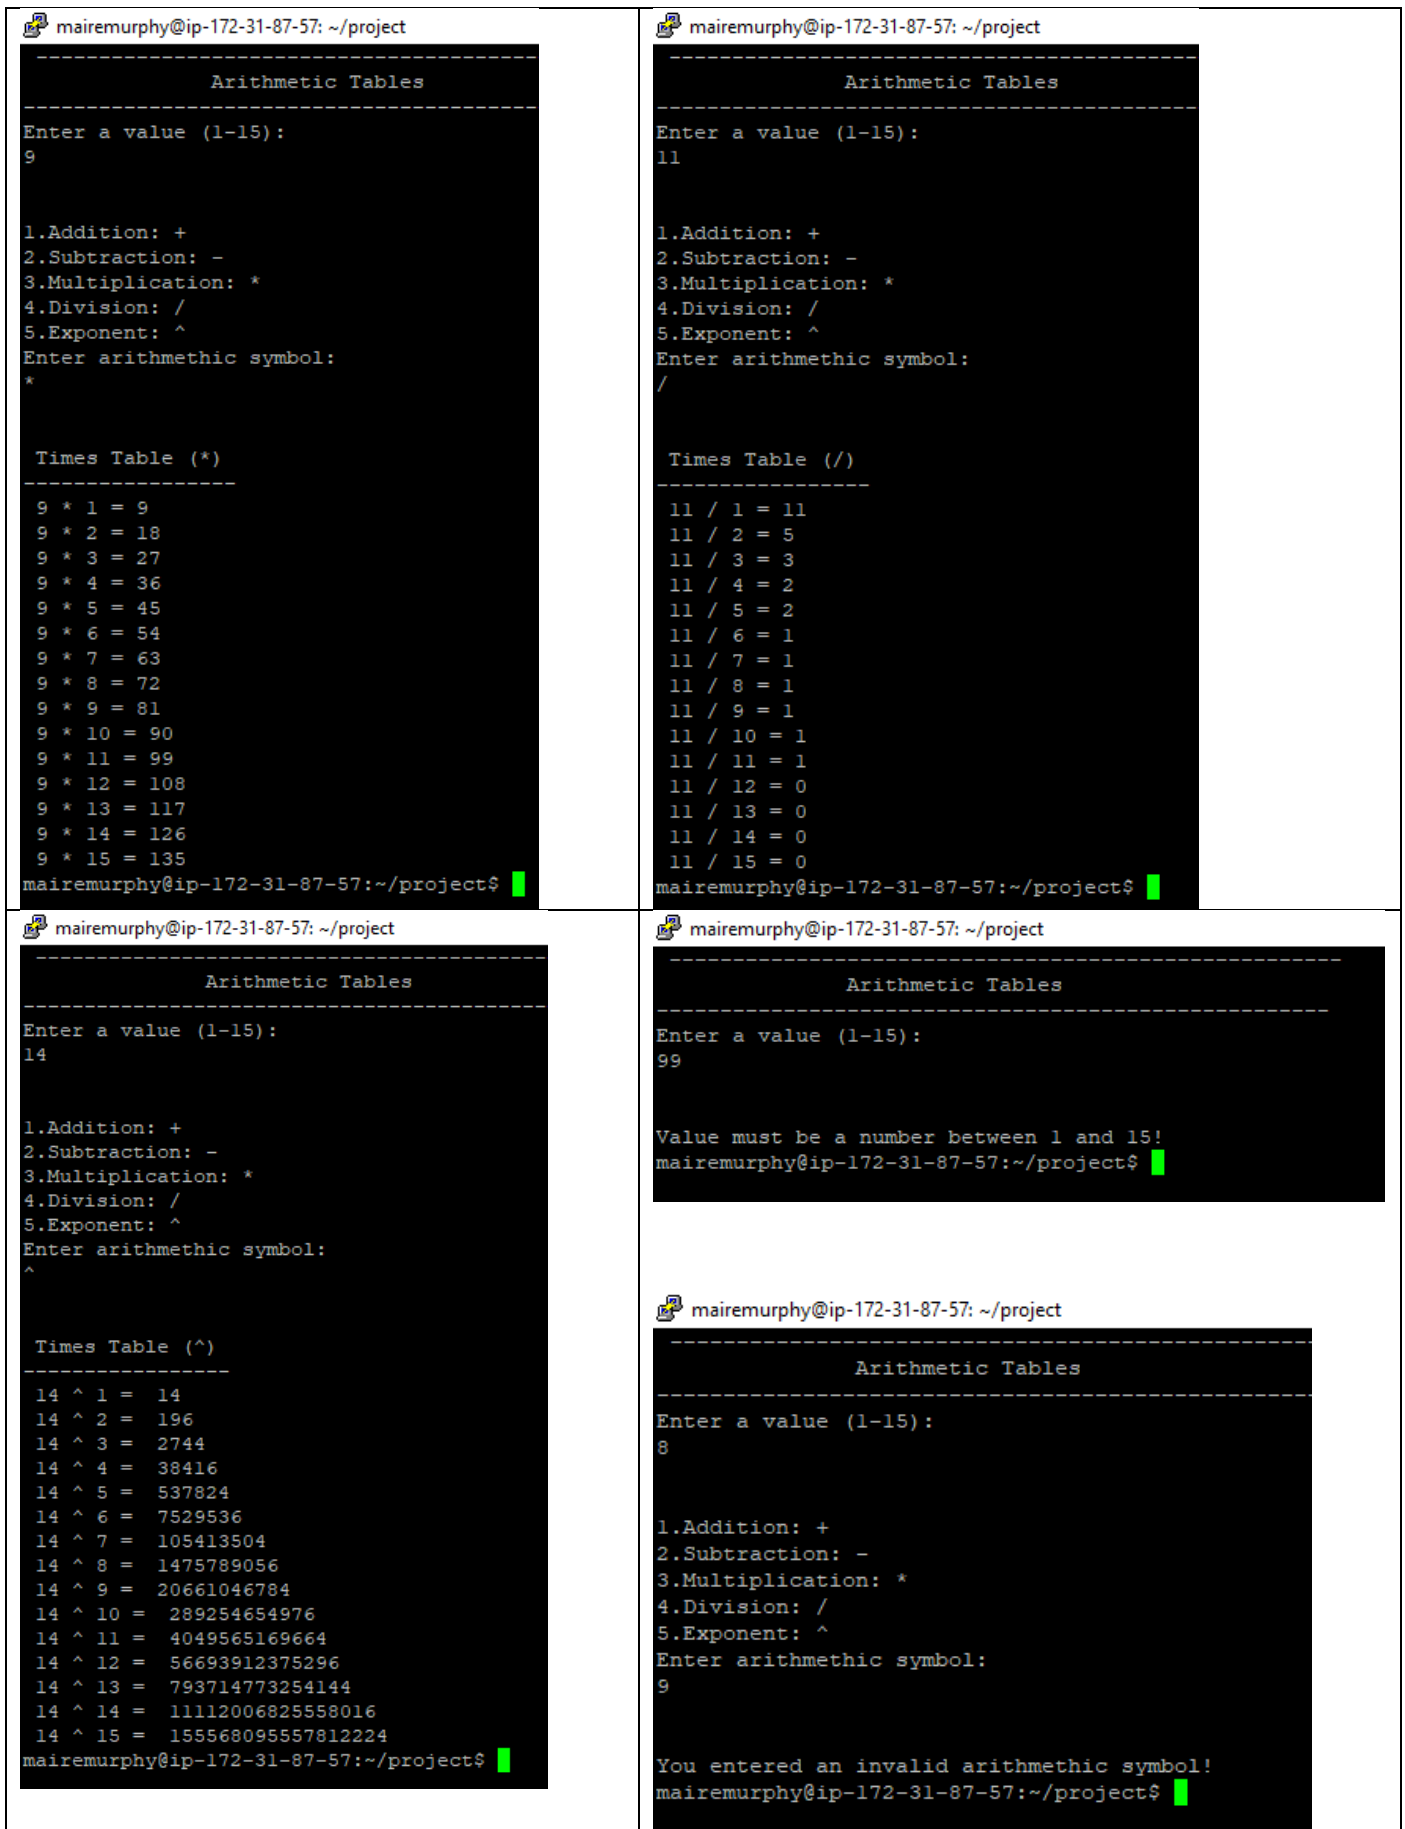 mairemurphy@ip-172-31-87-57: ~/project
-----------------------------------------
Arithmetic Tables
-----------------------------------------
Enter a value (1-15):
9
1.Addition: +
2.Subtraction: -
3.Multiplication: *
4.Division: /
5.Exponent: ^
Enter arithmethic symbol:
*
Times Table (*)
-----------------
9 * 1 = 9
9 * 2 = 18
9 * 3 = 27
9 * 4 = 36
9 * 5 = 45
9 * 6 = 54
9 * 7 = 63
9 * 8 = 72
9 * 9 = 81
9 * 10 = 90
9 * 11 = 99
9 * 12 = 108
9 * 13 = 117
9 * 14 = 126
9 * 15 = 135
mairemurphy@ip-172-31-87-57:~/project$
mairemurphy@ip-172-31-87-57: ~/project
-----------------------------------------
Arithmetic Tables
-----------------------------------------
Enter a value (1-15):
11
1.Addition: +
2.Subtraction: -
3.Multiplication: *
4.Division: /
5.Exponent: ^
Enter arithmethic symbol:
/
Times Table (/)
-----------------
11 / 1 = 11
11 / 2 = 5
11 / 3 = 3
11 / 4 = 2
11 / 5 = 2
11 / 6 = 1
11 / 7 = 1
11 / 8 = 1
11 / 9 = 1
11 / 10 = 1
11 / 11 = 1
11 / 12 = 0
11 / 13 = 0
11 / 14 = 0
11 / 15 = 0
mairemurphy@ip-172-31-87-57:~/project$
mairemurphy@ip-172-31-87-57: ~/project
-----------------------------------------
Arithmetic Tables
-----------------------------------------
Enter a value (1-15):
14
1.Addition: +
2.Subtraction: -
3.Multiplication: *
4.Division: /
5.Exponent: ^
Enter arithmethic symbol:
^
Times Table (^)
-----------------
14 ^ 1 =  14
14 ^ 2 =  196
14 ^ 3 =  2744
14 ^ 4 =  38416
14 ^ 5 =  537824
14 ^ 6 =  7529536
14 ^ 7 =  105413504
14 ^ 8 =  1475789056
14 ^ 9 =  20661046784
14 ^ 10 =  289254654976
14 ^ 11 =  4049565169664
14 ^ 12 =  56693912375296
14 ^ 13 =  793714773254144
14 ^ 14 =  11112006825558016
14 ^ 15 =  155568095557812224
mairemurphy@ip-172-31-87-57:~/project$
mairemurphy@ip-172-31-87-57: ~/project
-----------------------------------------------------
Arithmetic Tables
-----------------------------------------------------
Enter a value (1-15):
99
Value must be a number between 1 and 15!
mairemurphy@ip-172-31-87-57:~/project$
mairemurphy@ip-172-31-87-57: ~/project
-------------------------------------------------
Arithmetic Tables
-------------------------------------------------
Enter a value (1-15):
8
1.Addition: +
2.Subtraction: -
3.Multiplication: *
4.Division: /
5.Exponent: ^
Enter arithmethic symbol:
9
You entered an invalid arithmethic symbol!
mairemurphy@ip-172-31-87-57:~/project$